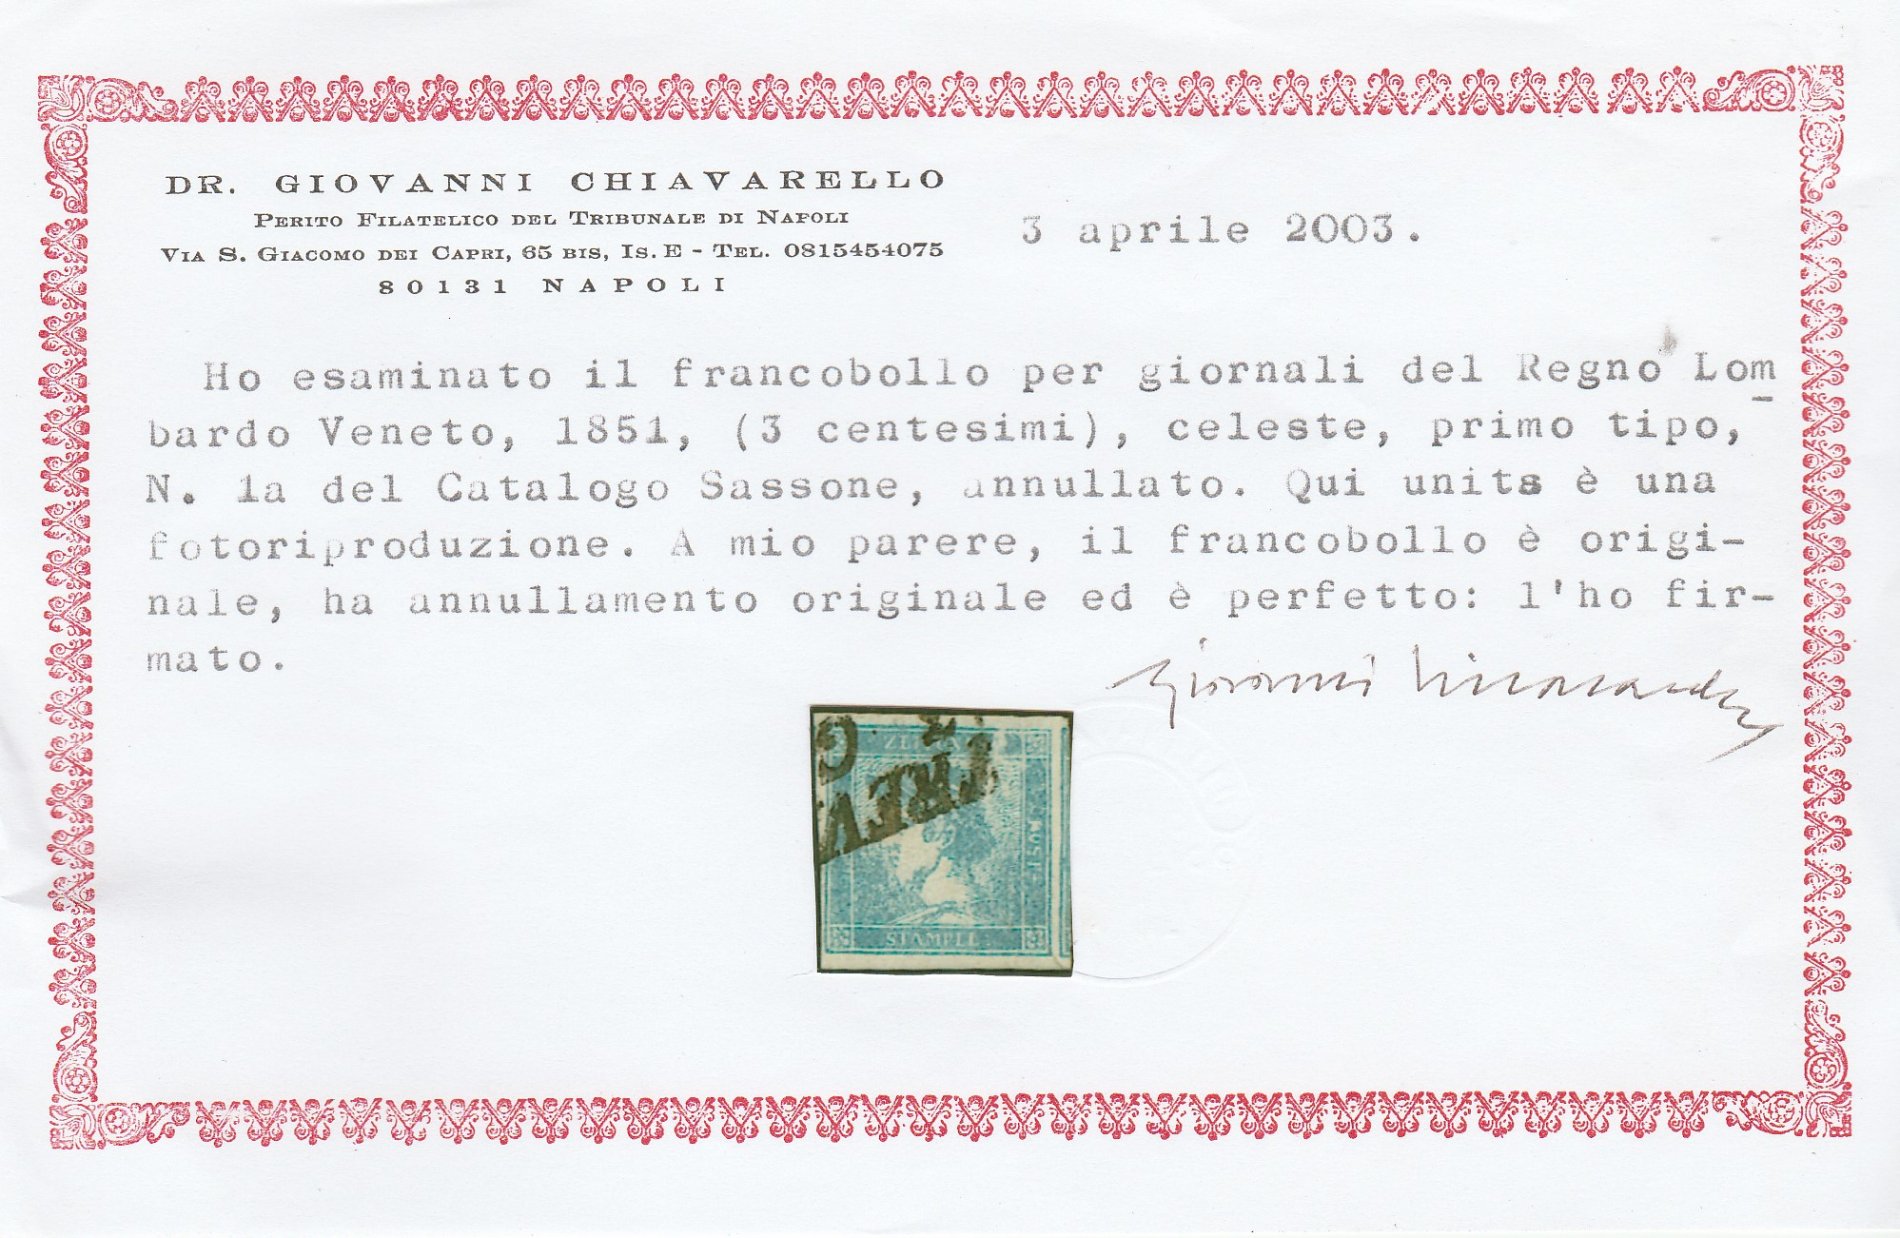 DR. GIOVANNI CHIAVARELLO
PERITO FILATELICO DEL TRIBUNALE DI NAPOLI
VIA S. GIACOMO DEI CAPRI, 65 BIS, IS. E - TEL. 0815454075
80131 NAPOLI
3 aprile 2003.
Ho esaminato il francobollo per giornali del Regno Lom
bardo Veneto, 1851, (3 centesimi), celeste, primo tipo,
N. 1a del Catalogo Sassone, annullato. Qui unita è una
fotoriproduzione. A mio parere, il francobollo è origi-
nale, ha annullamento originale ed è perfetto: l'ho fir-
mato.
Giovanni
TREV
POST
STAMPEL